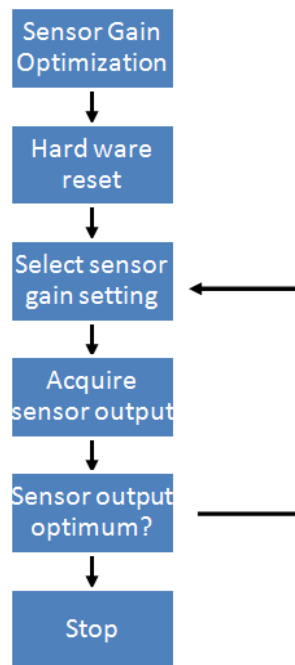 Sensor Gain
Optimization
Hard ware
reset
Select sensor
gain setting
Acquire
sensor output
Sensor output
optimum?
Stop